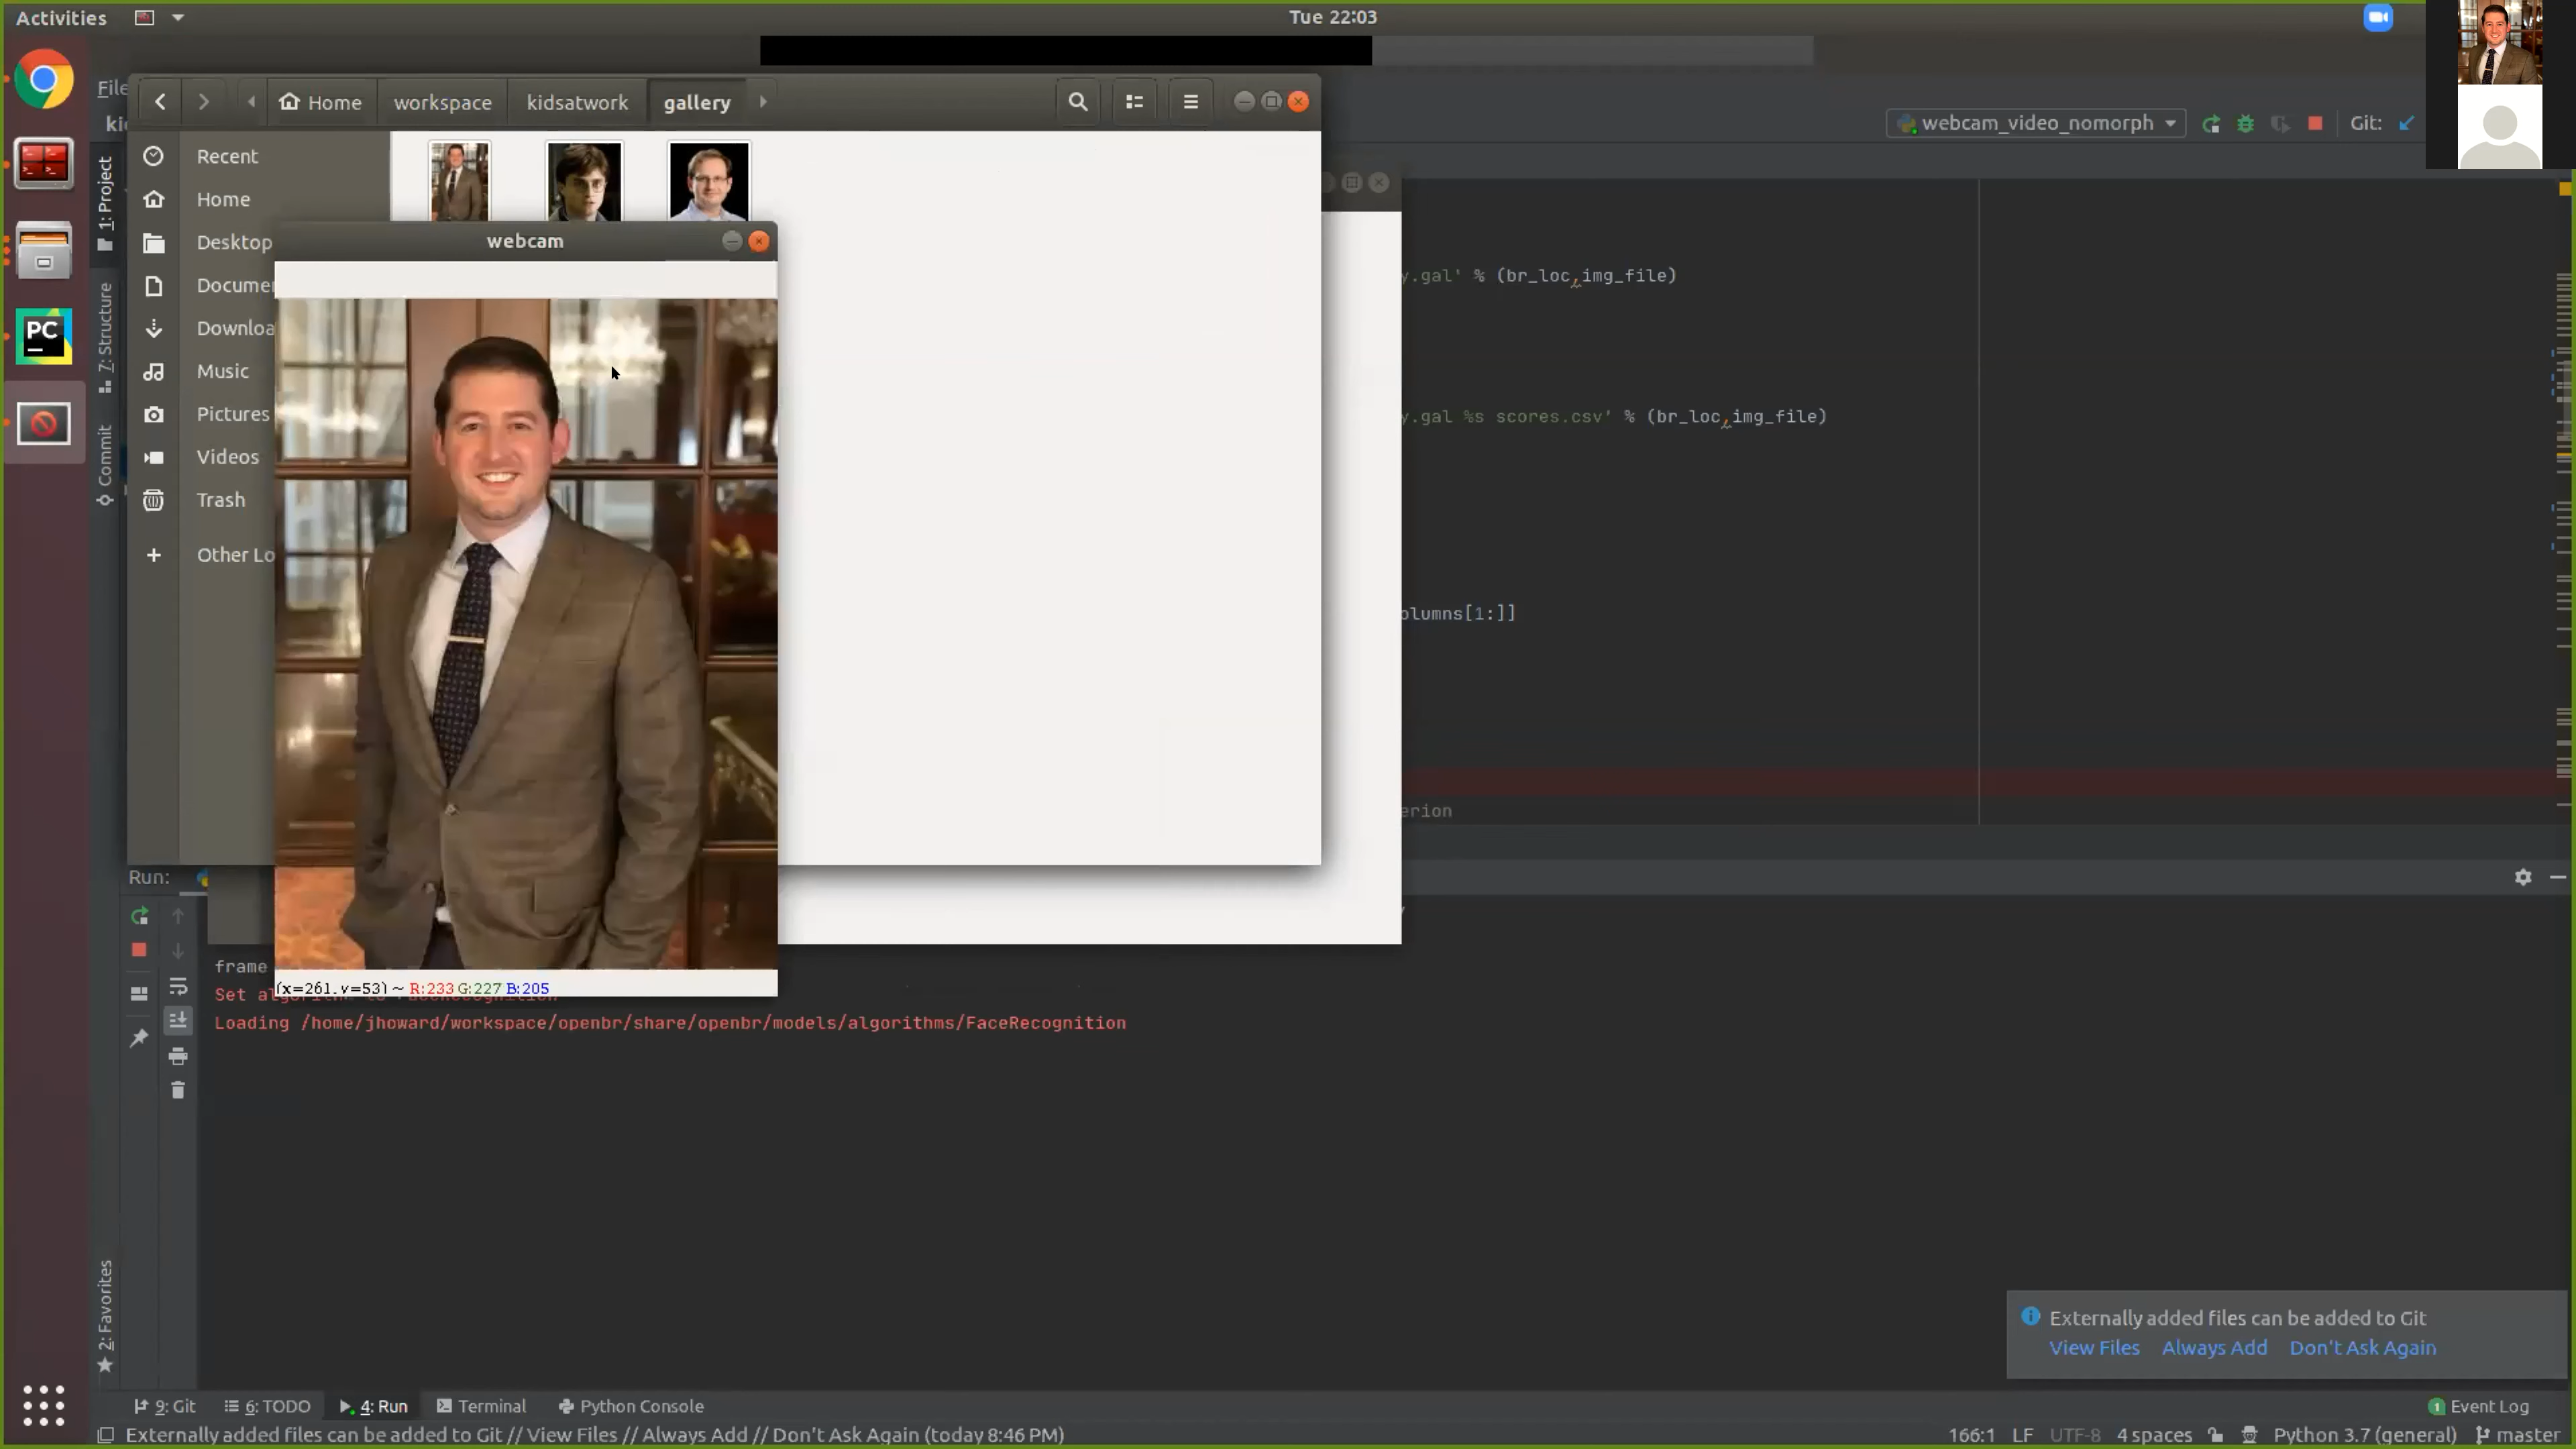 Activities
Tue 22:03
File
Home workspace kidsatwork gallery
webcam_video_nomorph Git:
1: Project
7: Structure
Commit
2: Favorites
Recent
Home
Desktop
Music
Pictures
Videos
Trash
Other Lo
webcam
PC
y.gal' % (br_loc,img_file)
y.gal %s scores.csv' % (br_loc,img_file)
olumns[1:]]
erion
(x=261, y=53) ~ R:233 G:227 B:205
Run:
frame
Loading /home/jhoward/workspace/openbr/share/openbr/models/algorithms/FaceRecognition
Externally added files can be added to Git
View Files Always Add Don't Ask Again
9: Git 6: TODO 4: Run Terminal Python Console
1 Event Log
Externally added files can be added to Git // View Files // Always Add // Don't Ask Again (today 8:46 PM)
166:1 LF UTF-8 4 spaces Python 3.7 (general) master